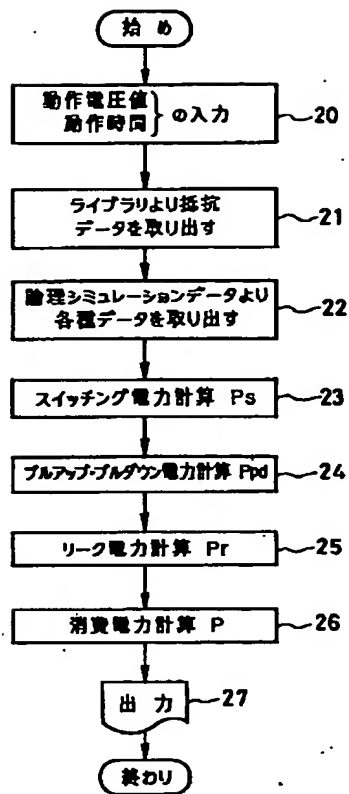 始め
動作電圧値
動作時間 } の入力
20
ライブラリより抵抗
データを取り出す
21
論理シミュレーションデータより
各種データを取り出す
22
スイッチング電力計算 Ps
23
プルアップ・プルダウン電力計算 Ppd
24
リーク電力計算 Pr
25
消費電力計算 P
26
出力
27
終わり